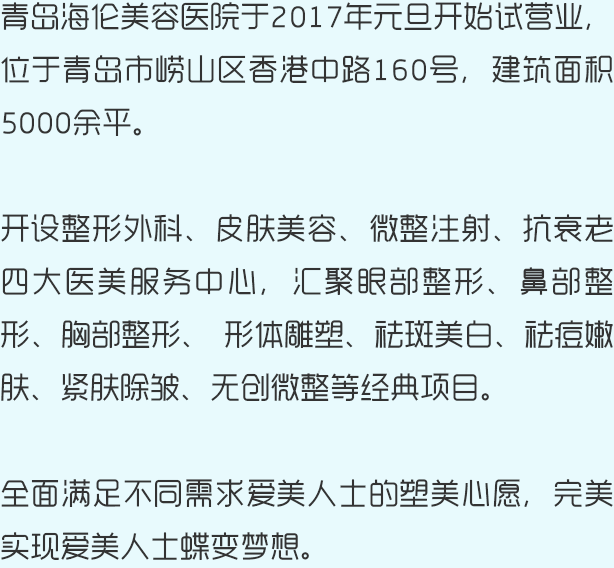 青岛海伦美容医院于2017年元旦开始试营业，
位于青岛市崂山区香港中路160号，建筑面积
5000余平。
开设整形外科、皮肤美容、微整注射、抗衰老
四大医美服务中心，汇聚眼部整形、鼻部整
形、胸部整形、 形体雕塑、祛斑美白、祛痘嫩
肤、紧肤除皱、无创微整等经典项目。
全面满足不同需求爱美人士的塑美心愿，完美
实现爱美人士蝶变梦想。